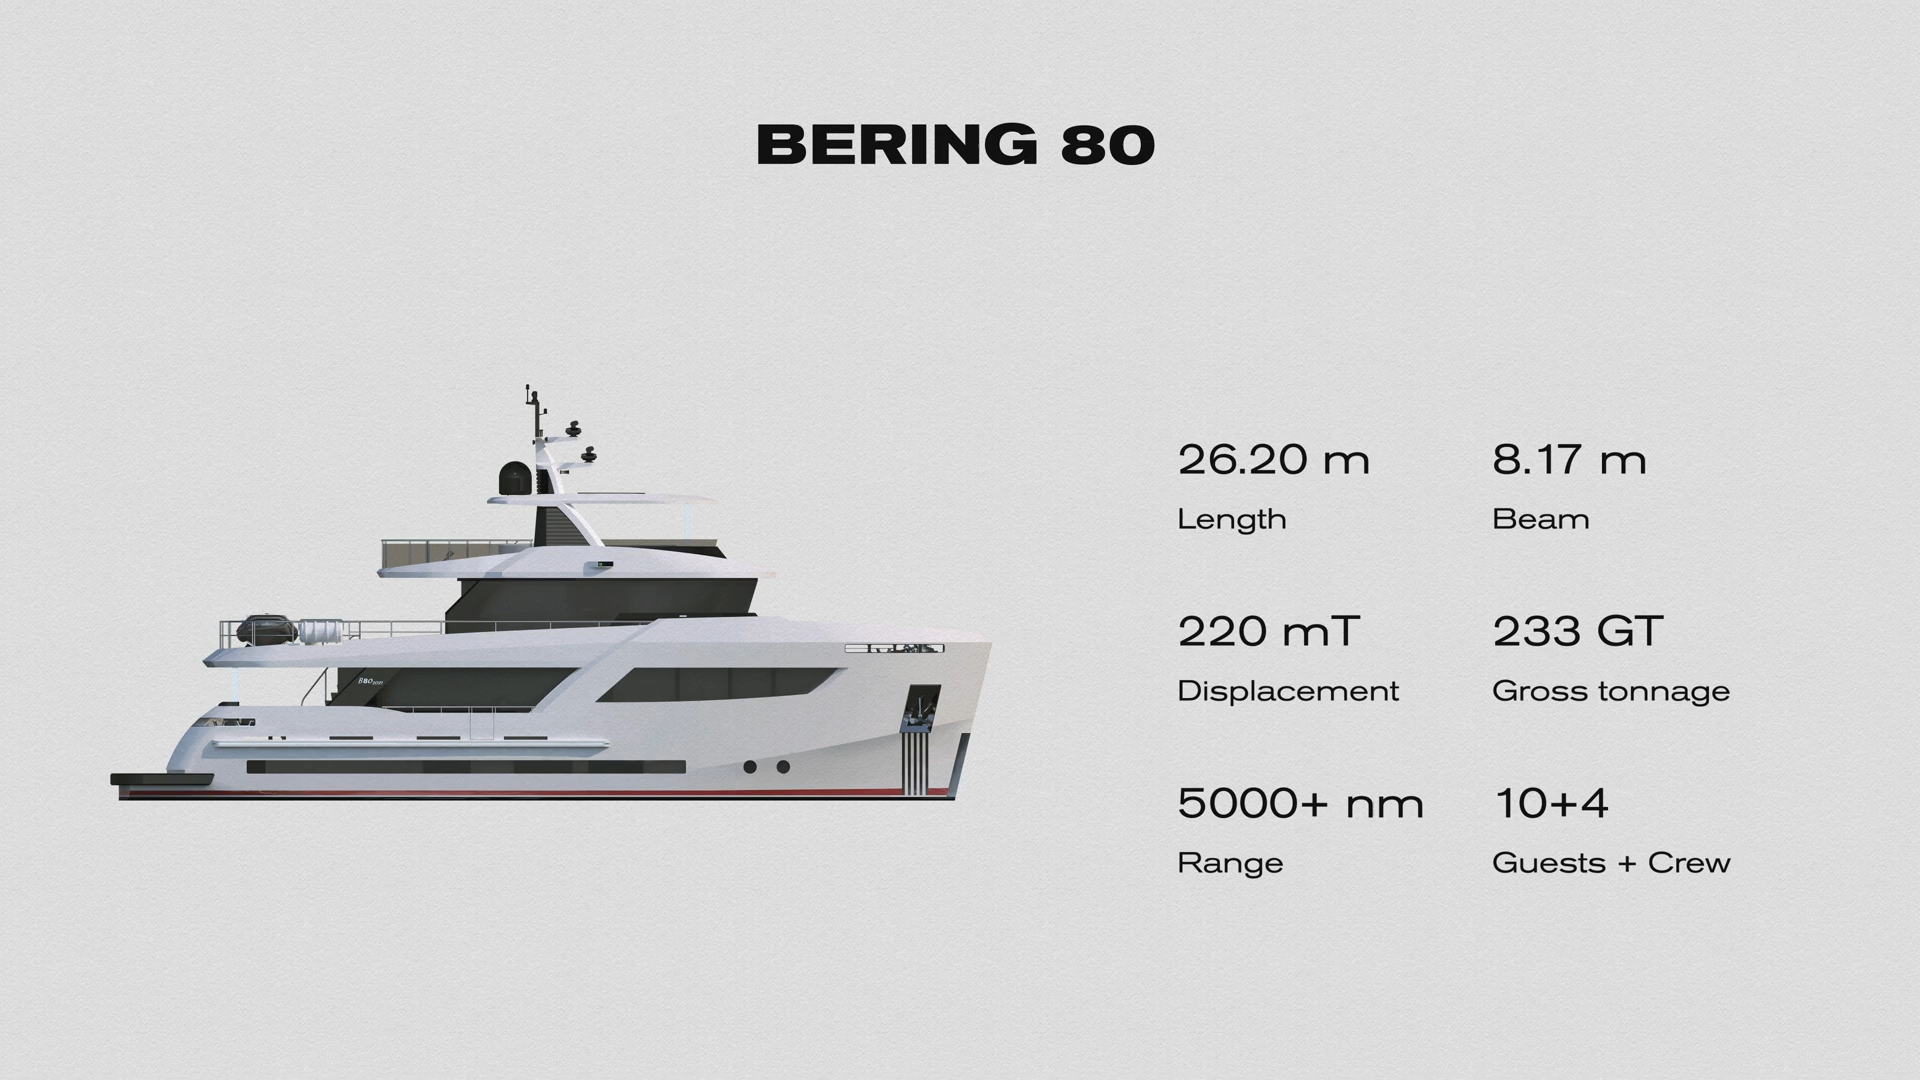 BERING 80
26.20 m
Length
8.17 m
Beam
220 mT
Displacement
233 GT
Gross tonnage
5000+ nm
Range
10+4
Guests + Crew